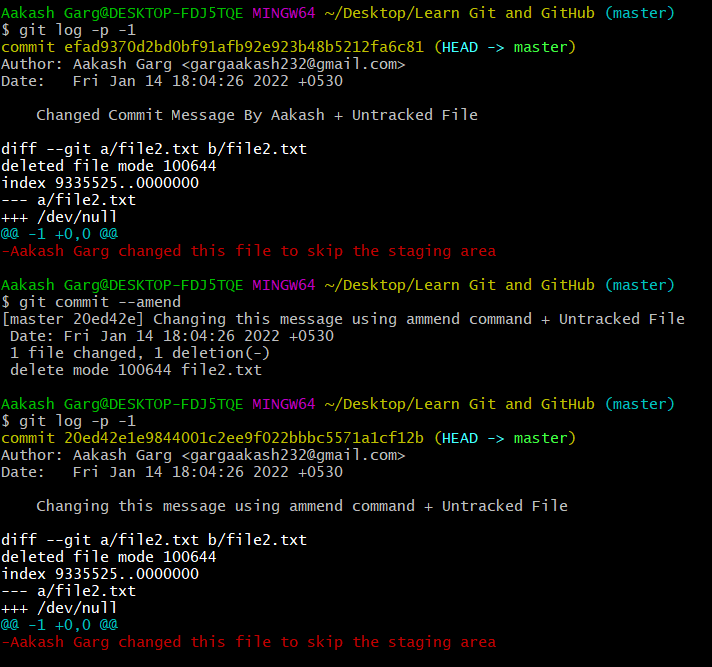 Aakash Garg@DESKTOP-FDJ5TQE MINGW64 ~/Desktop/Learn Git and GitHub (master)
$ git log -p -1
commit efad9370d2bd0bf91afb92e923b48b5212fa6c81 (HEAD -> master)
Author: Aakash Garg <gargaakash232@gmail.com>
Date:   Fri Jan 14 18:04:26 2022 +0530
    Changed Commit Message By Aakash + Untracked File
diff --git a/file2.txt b/file2.txt
deleted file mode 100644
index 9335525..0000000
--- a/file2.txt
+++ /dev/null
@@ -1 +0,0 @@
-Aakash Garg changed this file to skip the staging area
Aakash Garg@DESKTOP-FDJ5TQE MINGW64 ~/Desktop/Learn Git and GitHub (master)
$ git commit --amend
[master 20ed42e] Changing this message using ammend command + Untracked File
 Date: Fri Jan 14 18:04:26 2022 +0530
 1 file changed, 1 deletion(-)
 delete mode 100644 file2.txt
Aakash Garg@DESKTOP-FDJ5TQE MINGW64 ~/Desktop/Learn Git and GitHub (master)
$ git log -p -1
commit 20ed42e1e9844001c2ee9f022bbbc5571a1cf12b (HEAD -> master)
Author: Aakash Garg <gargaakash232@gmail.com>
Date:   Fri Jan 14 18:04:26 2022 +0530
    Changing this message using ammend command + Untracked File
diff --git a/file2.txt b/file2.txt
deleted file mode 100644
index 9335525..0000000
--- a/file2.txt
+++ /dev/null
@@ -1 +0,0 @@
-Aakash Garg changed this file to skip the staging area